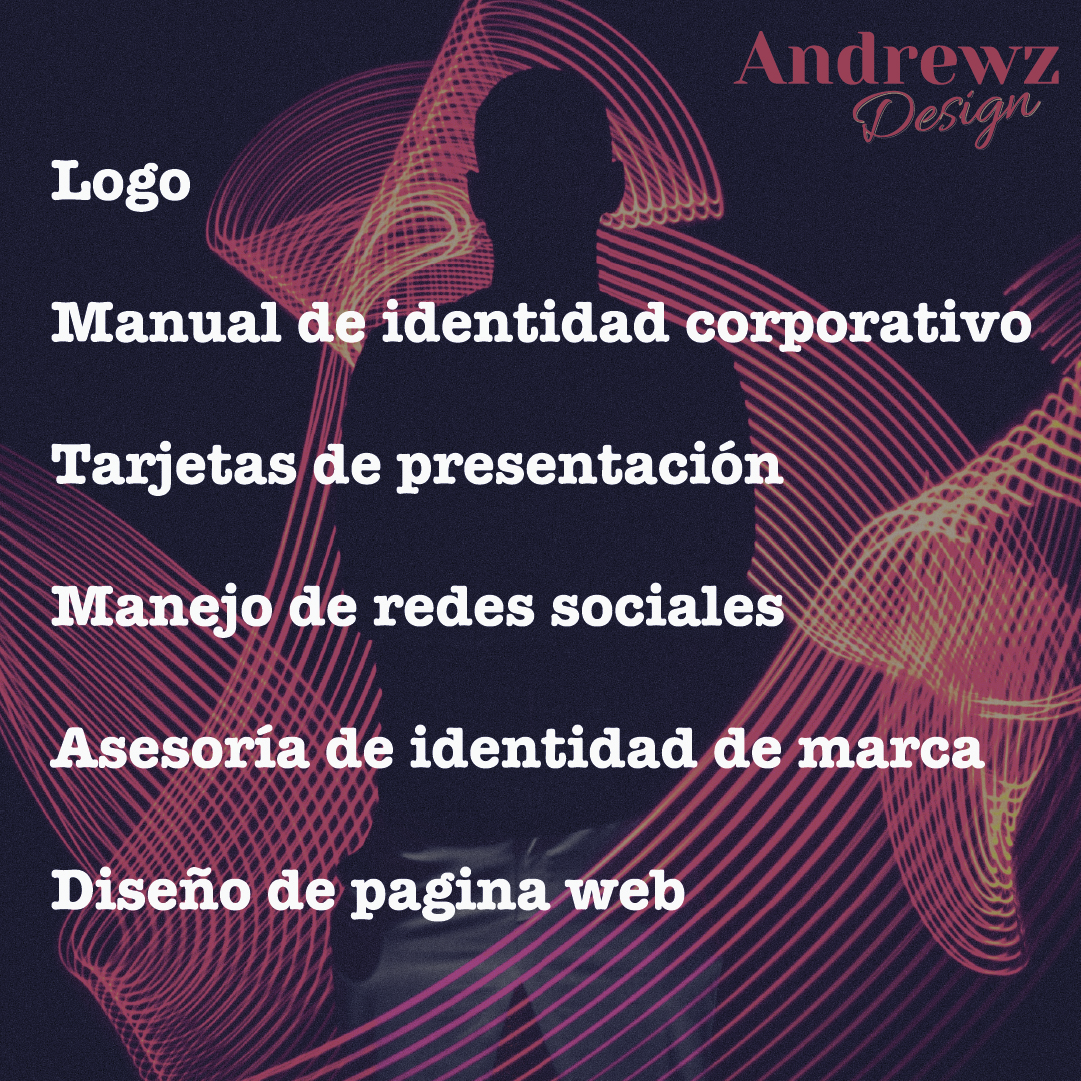 Andrewz
Design
Logo
Manual de identidad corporativo
Tarjetas de presentación
Manejo de redes sociales
Asesoría de identidad de marca
Diseño de pagina web